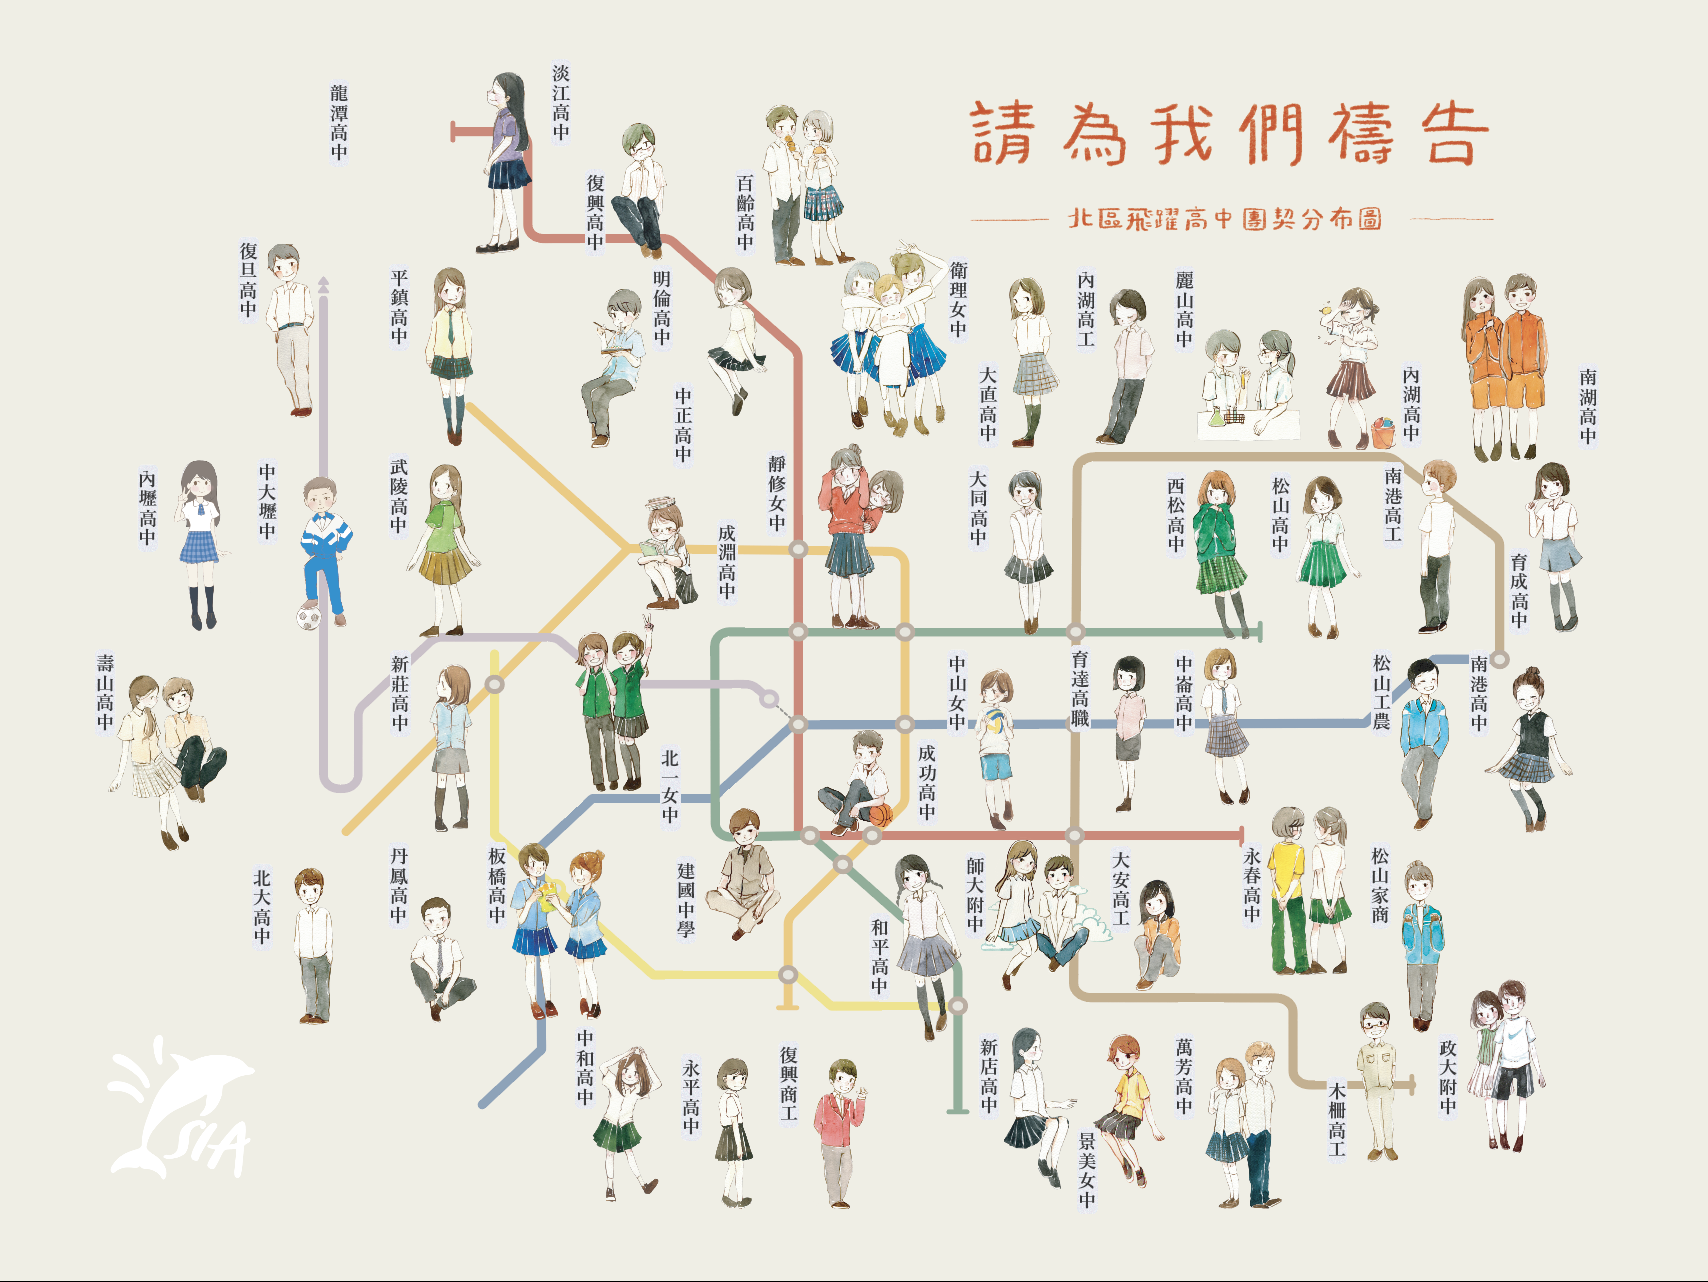 請為我們禱告
北區飛躍高中團契分布圖
龍潭高中
淡江高中
復興高中
百齡高中
復旦高中
平鎮高中
明倫高中
衛理女中
內湖高工
麗山高中
中正高中
大直高中
內湖高中
南湖高中
內壢高中
中大壢中
武陵高中
成淵高中
靜修女中
大同高中
西松高中
松山高中
南港高工
育成高中
壽山高中
新莊高中
北一女中
成功高中
中山女中
育達高職
中崙高中
松山工農
南港高中
北大高中
丹鳳高中
板橋高中
建國中學
和平高中
師大附中
大安高工
永春高中
松山家商
中和高中
永平高中
復興商工
新店高中
景美女中
萬芳高中
木柵高工
政大附中
SIA